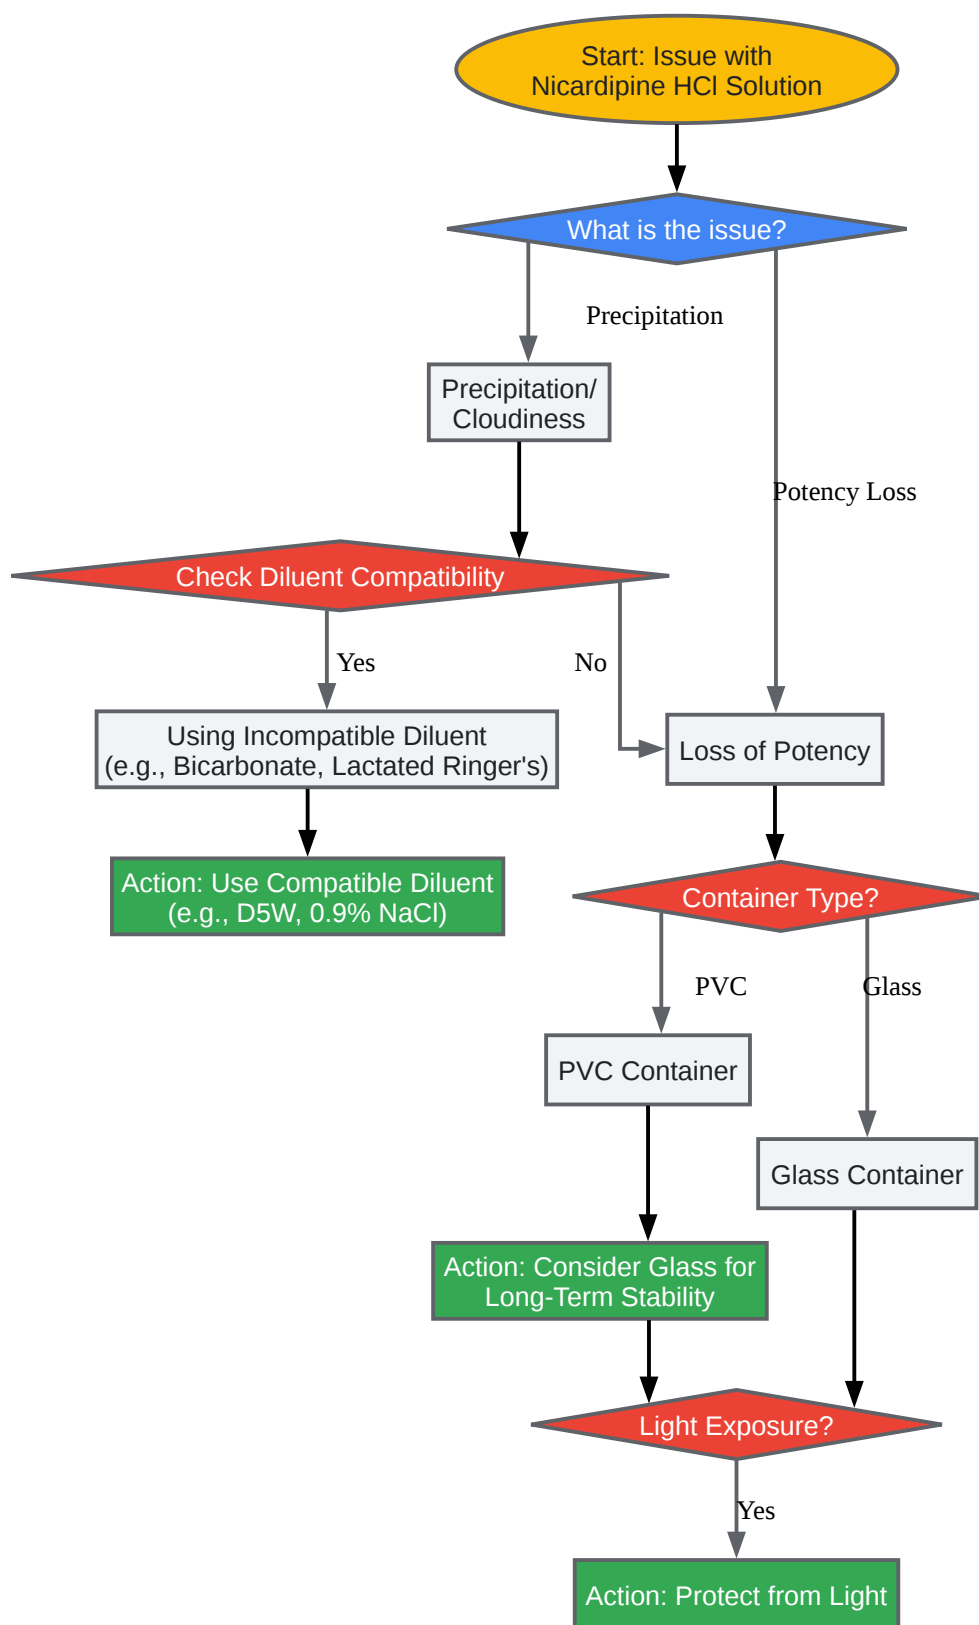 Start: Issue with
Nicardipine HCl Solution
What is the issue?
Precipitation
Precipitation/
Cloudiness
Potency Loss
Check Diluent Compatibility
Yes
No
Using Incompatible Diluent
(e.g., Bicarbonate, Lactated Ringer's)
Loss of Potency
Action: Use Compatible Diluent
(e.g., D5W, 0.9% NaCl)
Container Type?
PVC
Glass
PVC Container
Glass Container
Action: Consider Glass for
Long-Term Stability
Light Exposure?
Yes
Action: Protect from Light